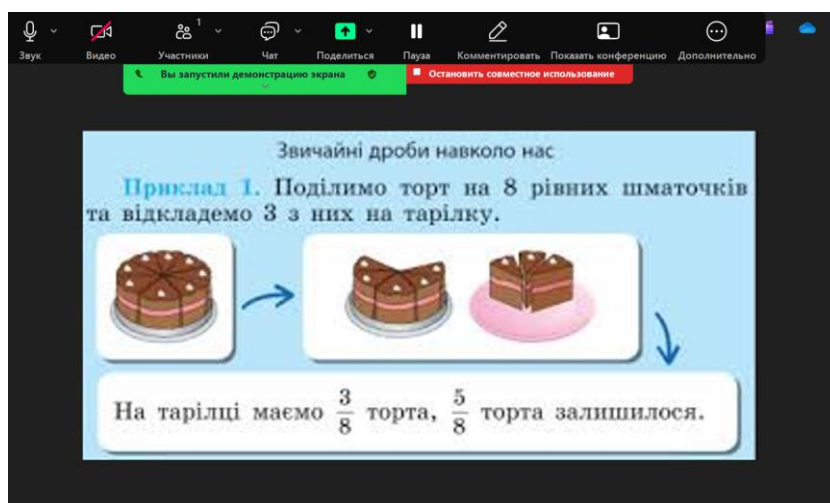 1
Звук
Видео
Участники
Чат
Поделиться
Пауза
Комментировать
Показать конференцию
Дополнительно
Вы запустили демонстрацию экрана
Остановить совместное использование
Звичайні дроби навколо нас
Приклад 1. Поділимо торт на 8 рівних шматочків
та відкладемо 3 з них на тарілку.
На тарілці маємо 3/8 торта, 5/8 торта залишилося.